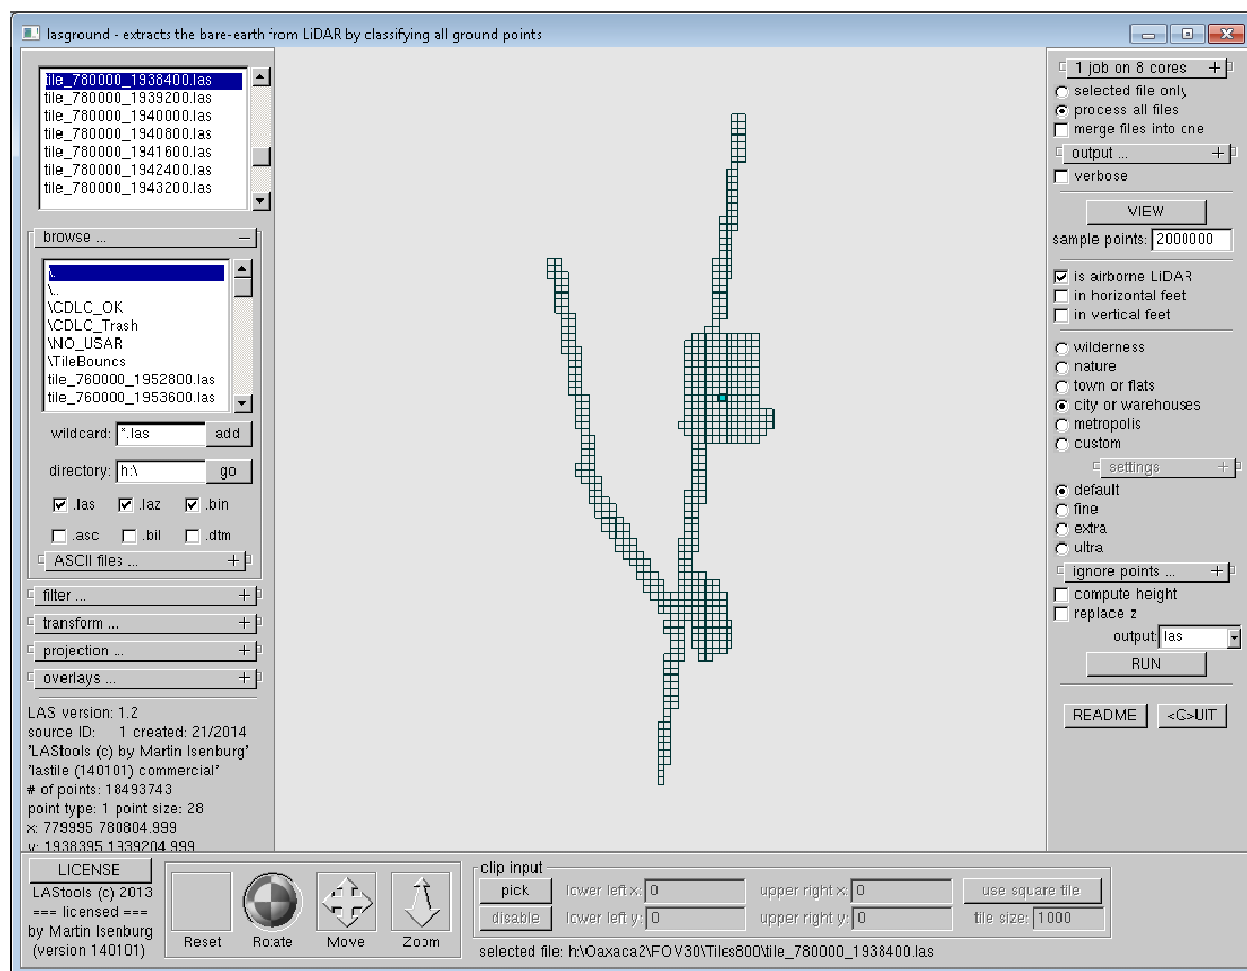 lasground - extracts the bare-earth from LiDAR by classifying all ground points
tile_780000_1938400.las
tile_780000_1939200.las
tile_780000_1940000.las
tile_780000_1940800.las
tile_780000_1941600.las
tile_780000_1942400.las
tile_780000_1943200.las
browse ...
\.
\..
\CDLC_OK
\CDLC_Trash
\NO_USAR
\TileBouncs
tile_760000_1952800.las
tile_760000_1953600.las
wildcard: *.las add
directory: h:\ go
.las .laz .bin
.asc .bil .dtm
ASCII files ...
filter ...
transform ...
projection ...
overlays ...
LAS version: 1.2
source ID: 1 created: 21/2014
'LAStools (c) by Martin Isenburg'
'lastile (140101) commercial'
# of points: 18493743
point type: 1 point size: 28
x: 779995 780804.999
y: 1938395 1939204.999
1 job on 8 cores +
selected file only
process all files
merge files into one
output ... +
verbose
VIEW
sample points: 2000000
is airborne LiDAR
in horizontal feet
in vertical feet
wilderness
nature
town or flats
city or warehouses
metropolis
custom
settings +
default
fine
extra
ultra
ignore points ... +
compute height
replace z
output: las
RUN
README <C>UIT
LICENSE
LAStools (c) 2013
=== licensed ===
by Martin Isenburg
(version 140101)
Reset Rotate Move Zoom
clip input
pick lower left x: 0 upper right x: 0 use square tile
disable lower left y: 0 upper right y: 0 tile size: 1000
selected file: h:\Oaxaca2\FOV30\Tiles800\tile_780000_1938400.las